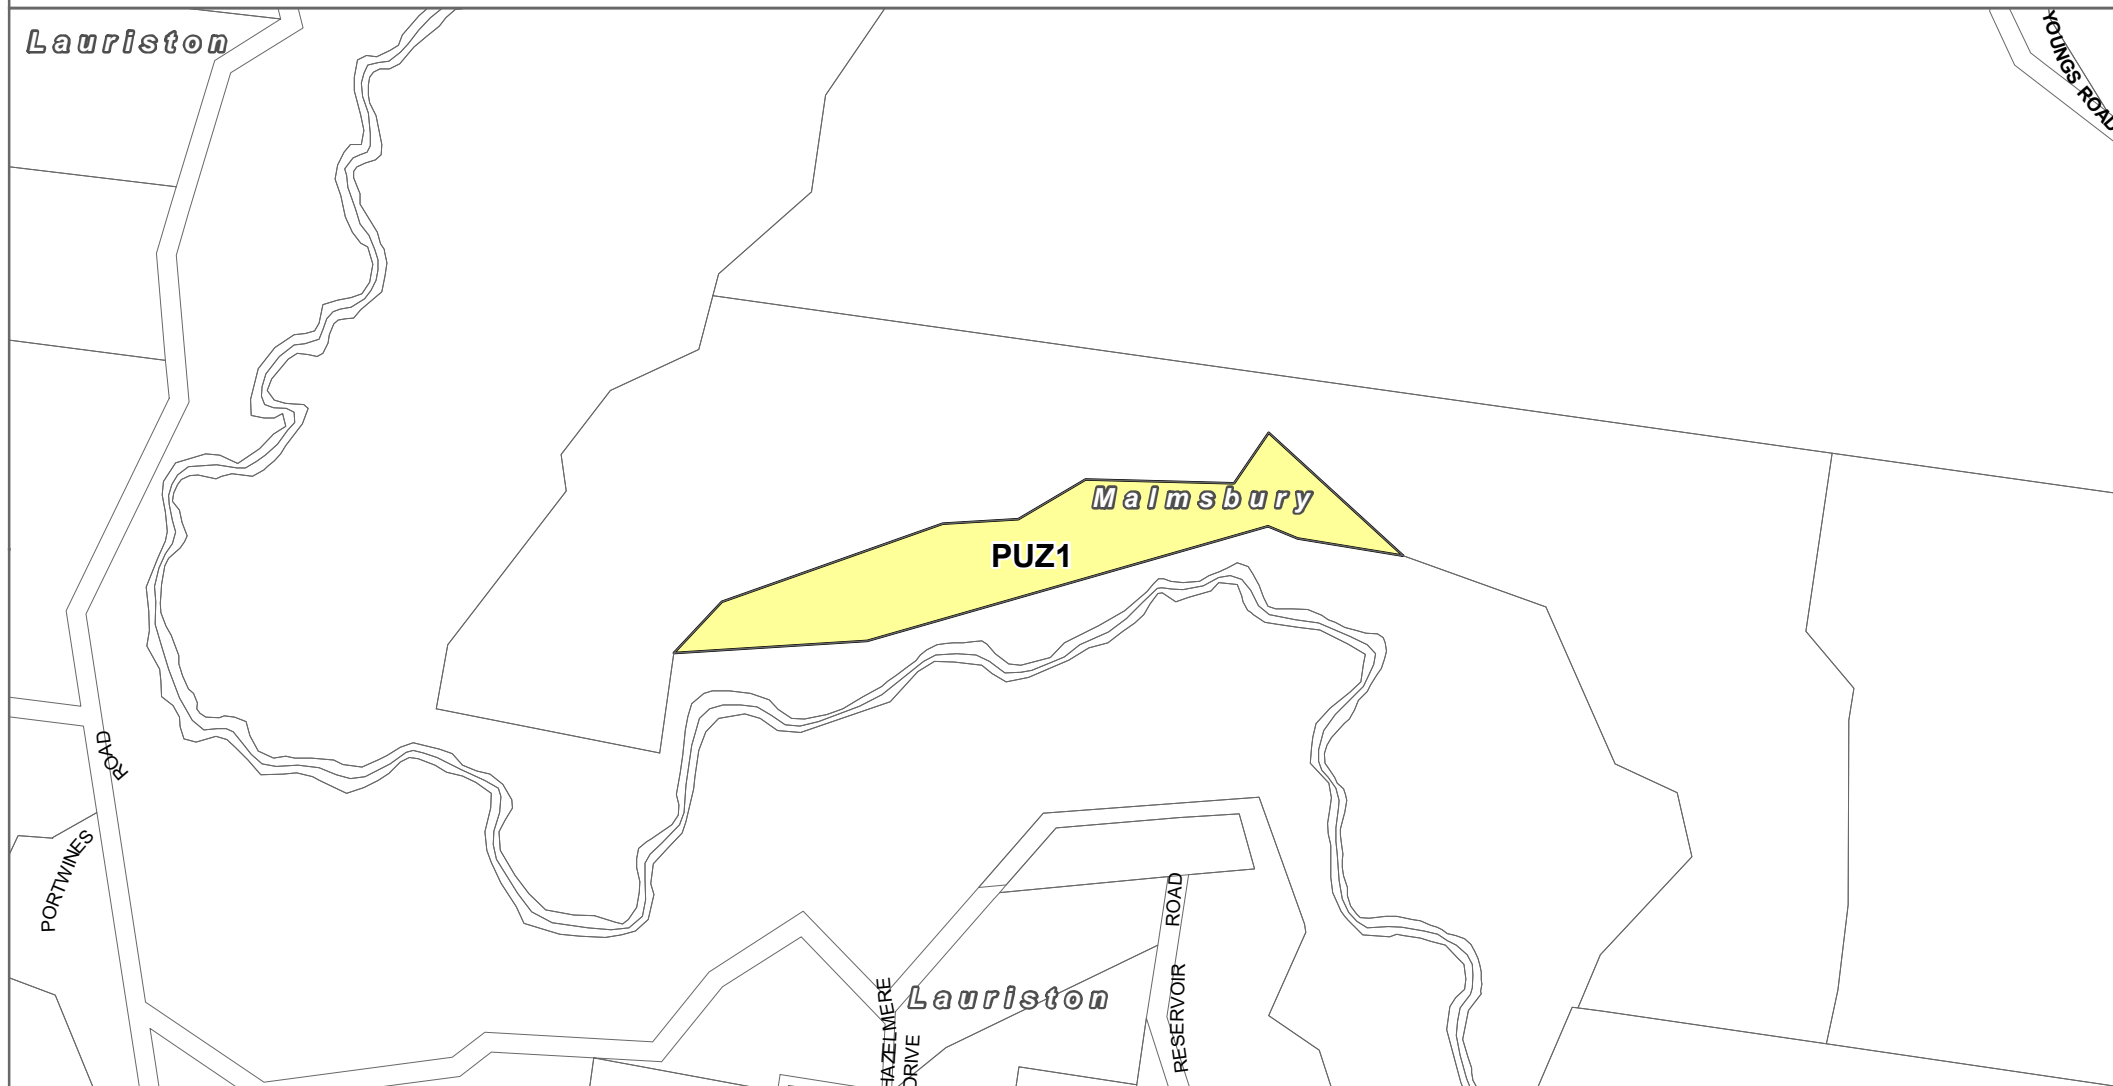 Lauriston
YOUNGS ROAD
Malmsbury
PUZ1
ROAD
PORTWINES
ROAD
RESERVOIR
HAZELMERE
DRIVE
Lauriston